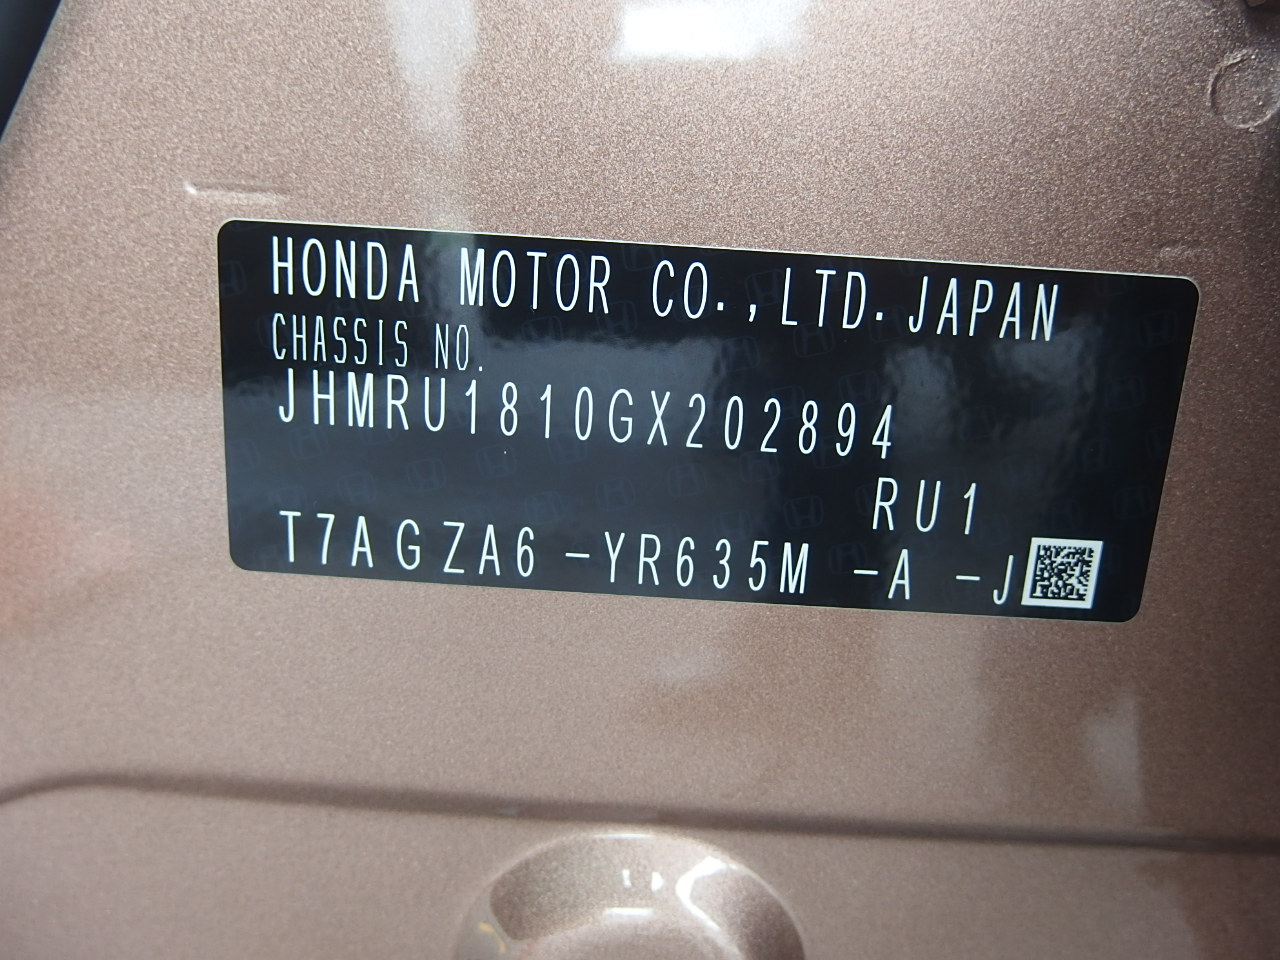 HONDA MOTOR CO.,LTD.JAPAN
CHASSIS NO.
JHMRU1810GX202894
RU1
T7AGZA6 -YR635M -A -J